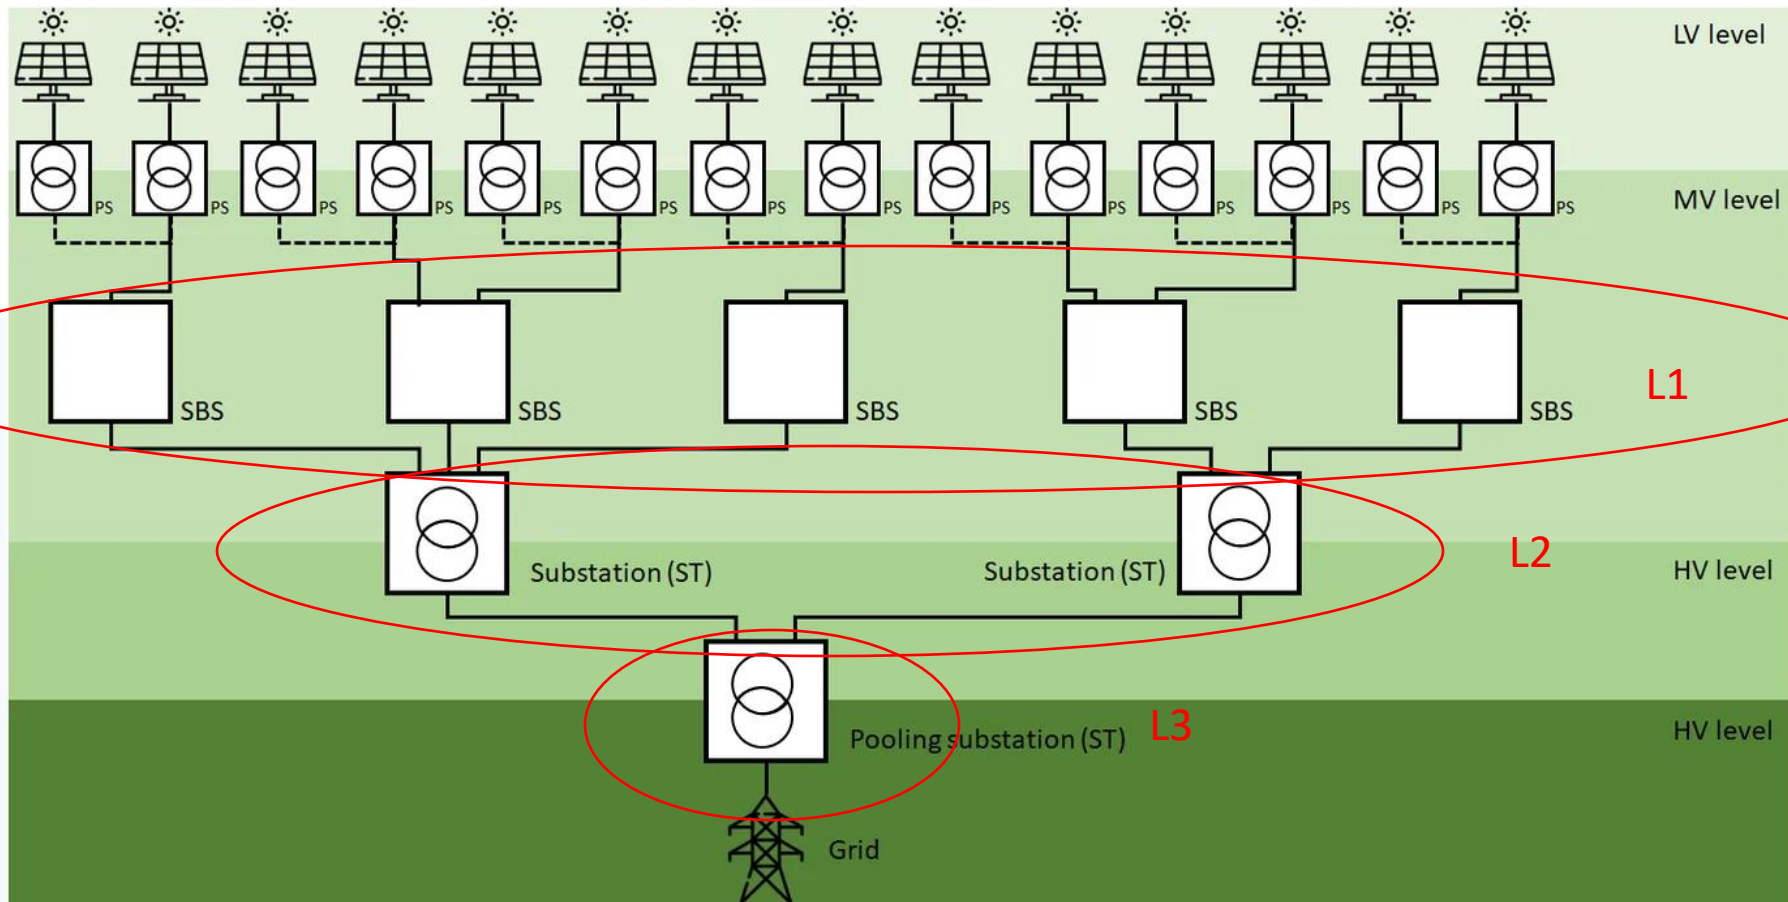 LV level
PS PS PS PS PS PS PS PS PS PS PS PS PS PS
MV level
SBS SBS SBS SBS SBS
L1
Substation (ST) Substation (ST)
L2
HV level
Pooling substation (ST)
L3
HV level
Grid